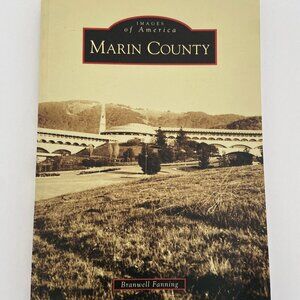 IMAGES
of America
MARIN COUNTY
Branwell Fanning